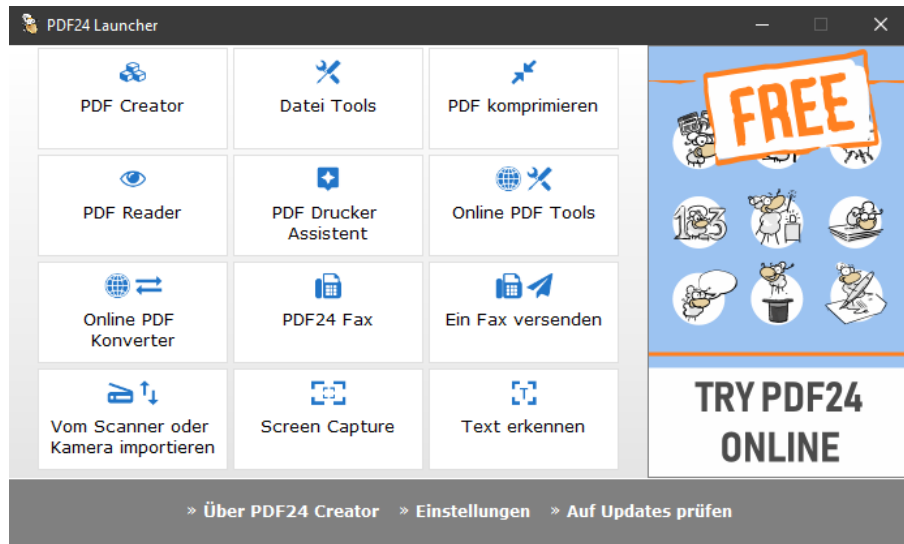 PDF24 Launcher
PDF Creator
Datei Tools
PDF komprimieren
PDF Reader
PDF Drucker
Assistent
Online PDF Tools
Online PDF
Konverter
PDF24 Fax
Ein Fax versenden
Vom Scanner oder
Kamera importieren
Screen Capture
Text erkennen
FREE
123
TRY PDF24
ONLINE
» Über PDF24 Creator » Einstellungen » Auf Updates prüfen